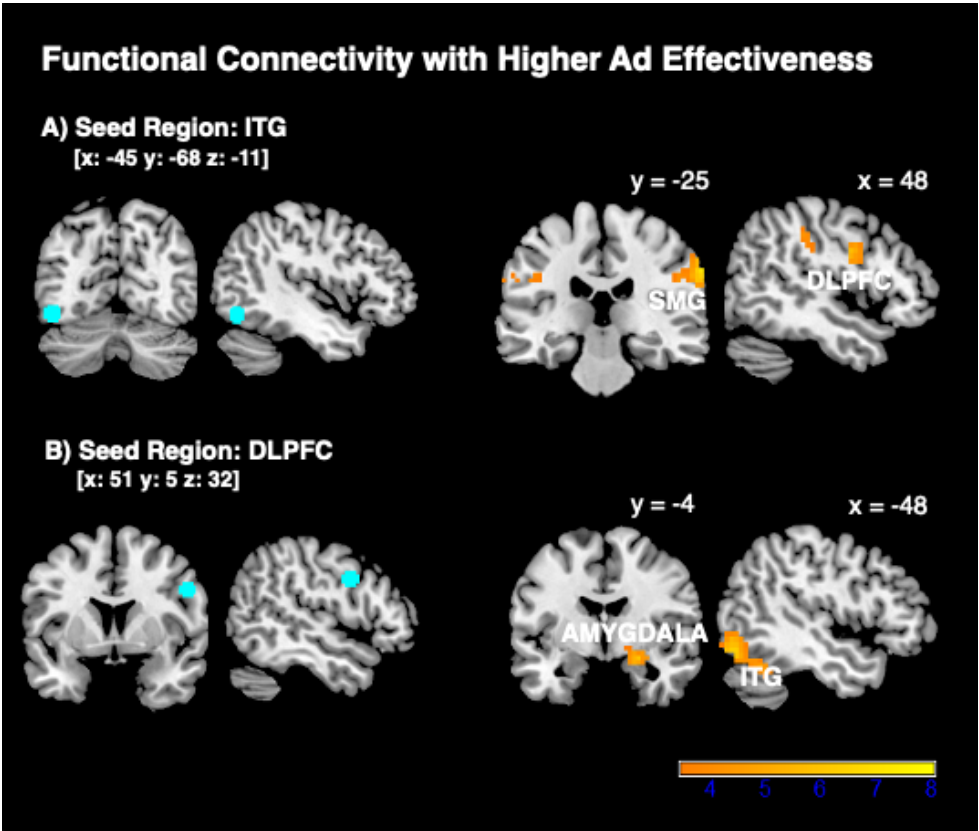 Functional Connectivity with Higher Ad Effectiveness
A) Seed Region: ITG
[x: -45 y: -68 z: -11]
y = -25
x = 48
SMG
DLPFC
B) Seed Region: DLPFC
[x: 51 y: 5 z: 32]
y = -4
x = -48
AMYGDALA
ITG
4 5 6 7 8